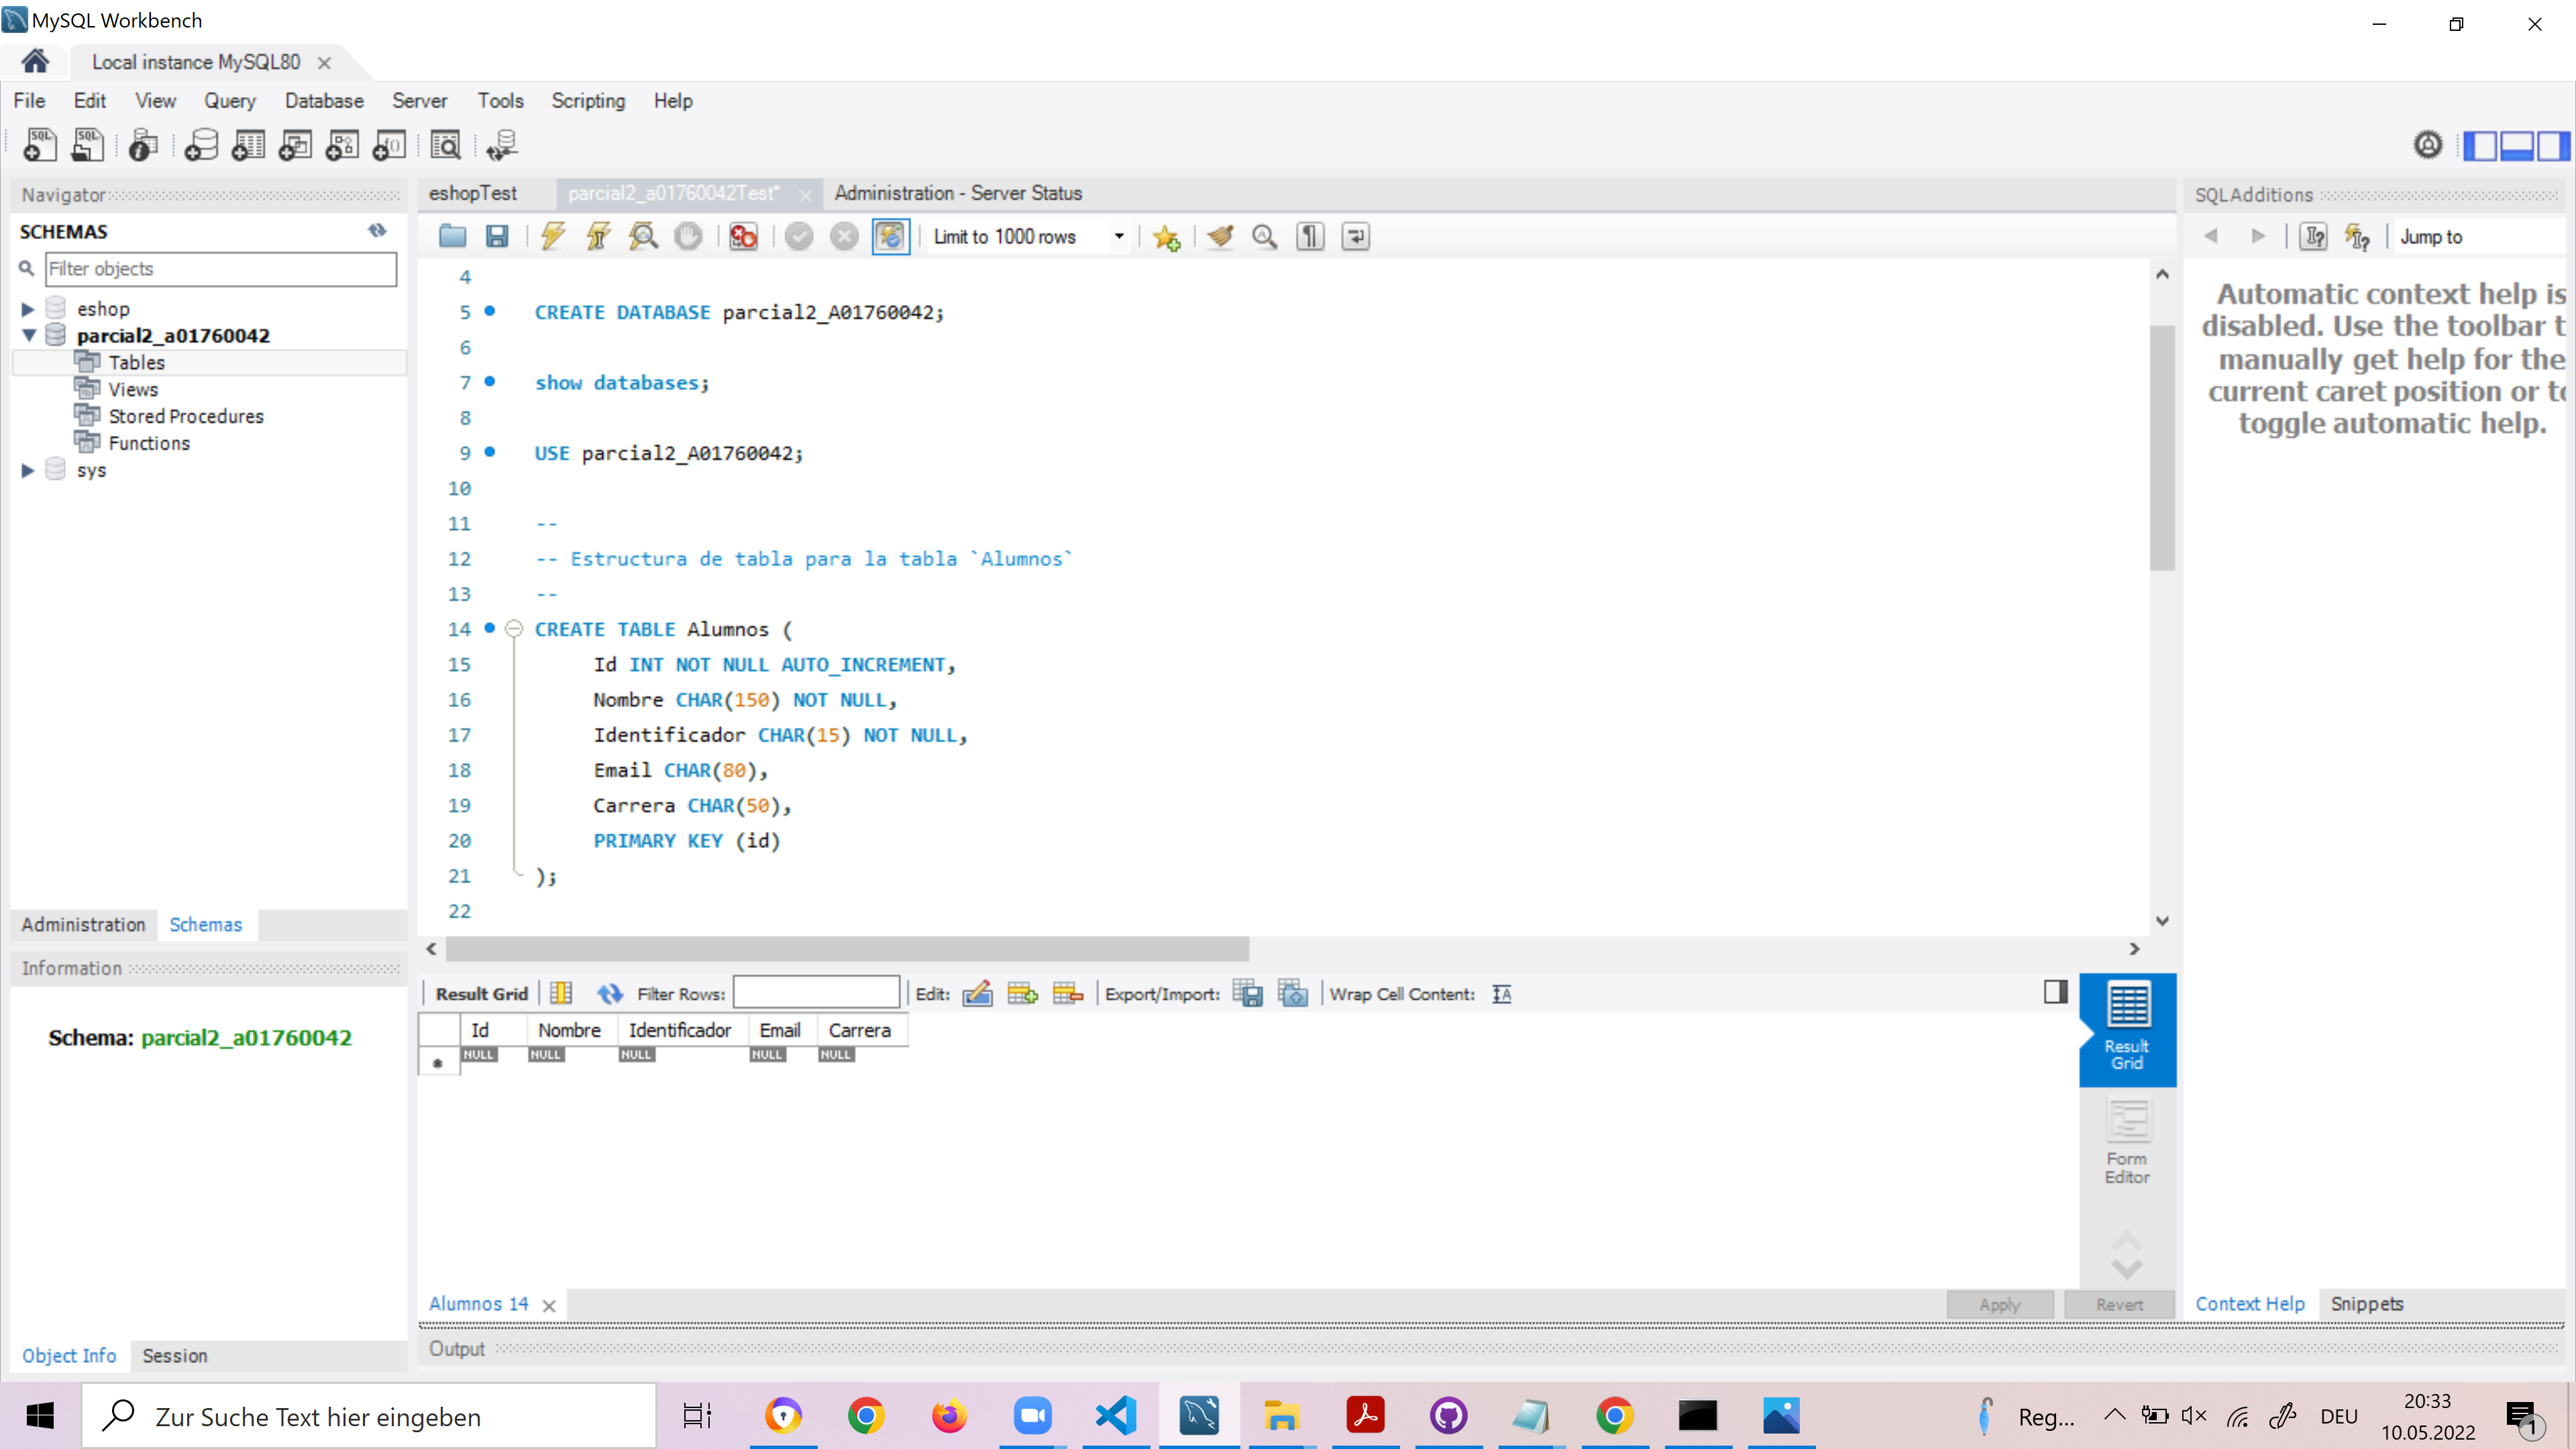 MySQL Workbench
Local instance MySQL80
File Edit View Query Database Server Tools Scripting Help
Navigator
SCHEMAS
Filter objects
eshop
parcial2_a01760042
Tables
Views
Stored Procedures
Functions
sys
Administration Schemas
Information
Schema: parcial2_a01760042
Object Info Session
eshopTest parcial2_a01760042Test* Administration - Server Status
Limit to 1000 rows
4
5 CREATE DATABASE parcial2_A01760042;
6
7 show databases;
8
9 USE parcial2_A01760042;
10
11 --
12 -- Estructura de tabla para la tabla `Alumnos`
13 --
14 CREATE TABLE Alumnos (
15 Id INT NOT NULL AUTO_INCREMENT,
16 Nombre CHAR(150) NOT NULL,
17 Identificador CHAR(15) NOT NULL,
18 Email CHAR(80),
19 Carrera CHAR(50),
20 PRIMARY KEY (id)
21 );
22
Result Grid Filter Rows: Edit: Export/Import: Wrap Cell Content:
Id Nombre Identificador Email Carrera
NULL NULL NULL NULL NULL
Result
Grid
Form
Editor
Alumnos 14 Apply Revert
Output
SQLAdditions
Jump to
Automatic context help is
disabled. Use the toolbar t
manually get help for the
current caret position or to
toggle automatic help.
Context Help Snippets
Zur Suche Text hier eingeben
Reg... DEU 20:33
10.05.2022
1